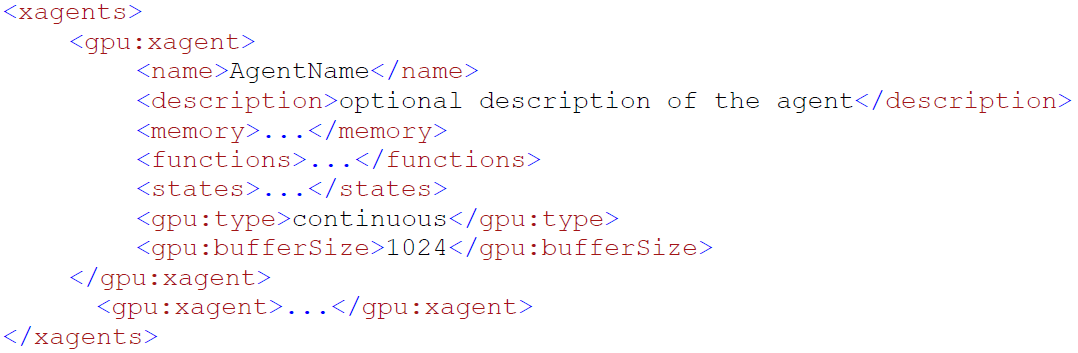 <xagents>
    <gpu:xagent>
        <name>AgentName</name>
        <description>optional description of the agent</description>
        <memory>...</memory>
        <functions>...</functions>
        <states>...</states>
        <gpu:type>continuous</gpu:type>
        <gpu:bufferSize>1024</gpu:bufferSize>
    </gpu:xagent>
      <gpu:xagent>...</gpu:xagent>
</xagents>